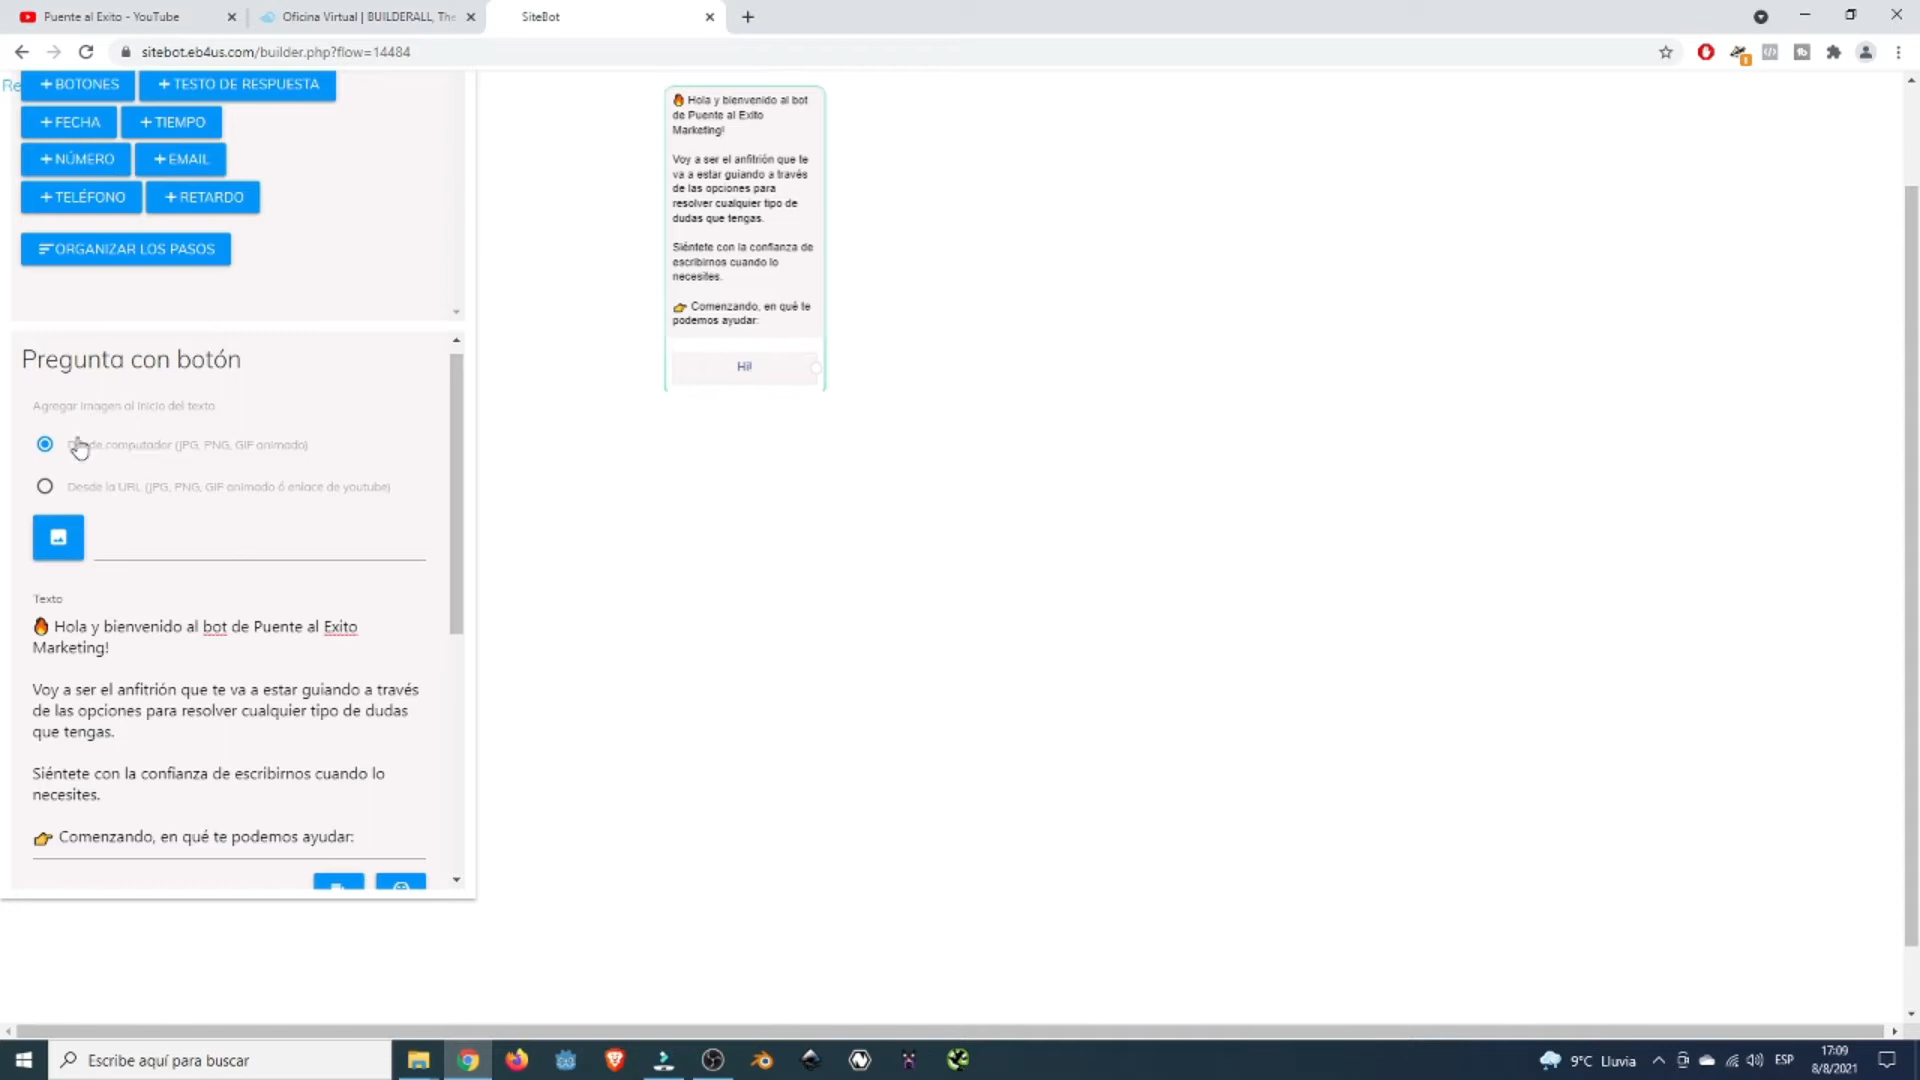 Puente al Exito - YouTube
Oficina Virtual | BUILDERALL, The
SiteBot
sitebot.eb4us.com/builder.php?flow=14484
Re
+ BOTONES
+ TESTO DE RESPUESTA
+ FECHA
+ TIEMPO
+ NÚMERO
+ EMAIL
+ TELÉFONO
+ RETARDO
ORGANIZAR LOS PASOS
Pregunta con botón
Agregar imagen al inicio del texto
Desde computador (JPG, PNG, GIF animado)
Desde la URL (JPG, PNG, GIF animado ó enlace de youtube)
Texto
🔥 Hola y bienvenido al bot de Puente al Exito
Marketing!
Voy a ser el anfitrión que te va a estar guiando a través
de las opciones para resolver cualquier tipo de dudas
que tengas.
Siéntete con la confianza de escribirnos cuando lo
necesites.
👉 Comenzando, en qué te podemos ayudar:
🔥 Hola y bienvenido al bot
de Puente al Exito
Marketing!
Voy a ser el anfitrión que te
va a estar guiando a través
de las opciones para
resolver cualquier tipo de
dudas que tengas.
Siéntete con la confianza de
escribirnos cuando lo
necesites.
👉 Comenzando, en qué te
podemos ayudar:
Hi!
Escribe aquí para buscar
9°C Lluvia
ESP
17:09
8/8/2021